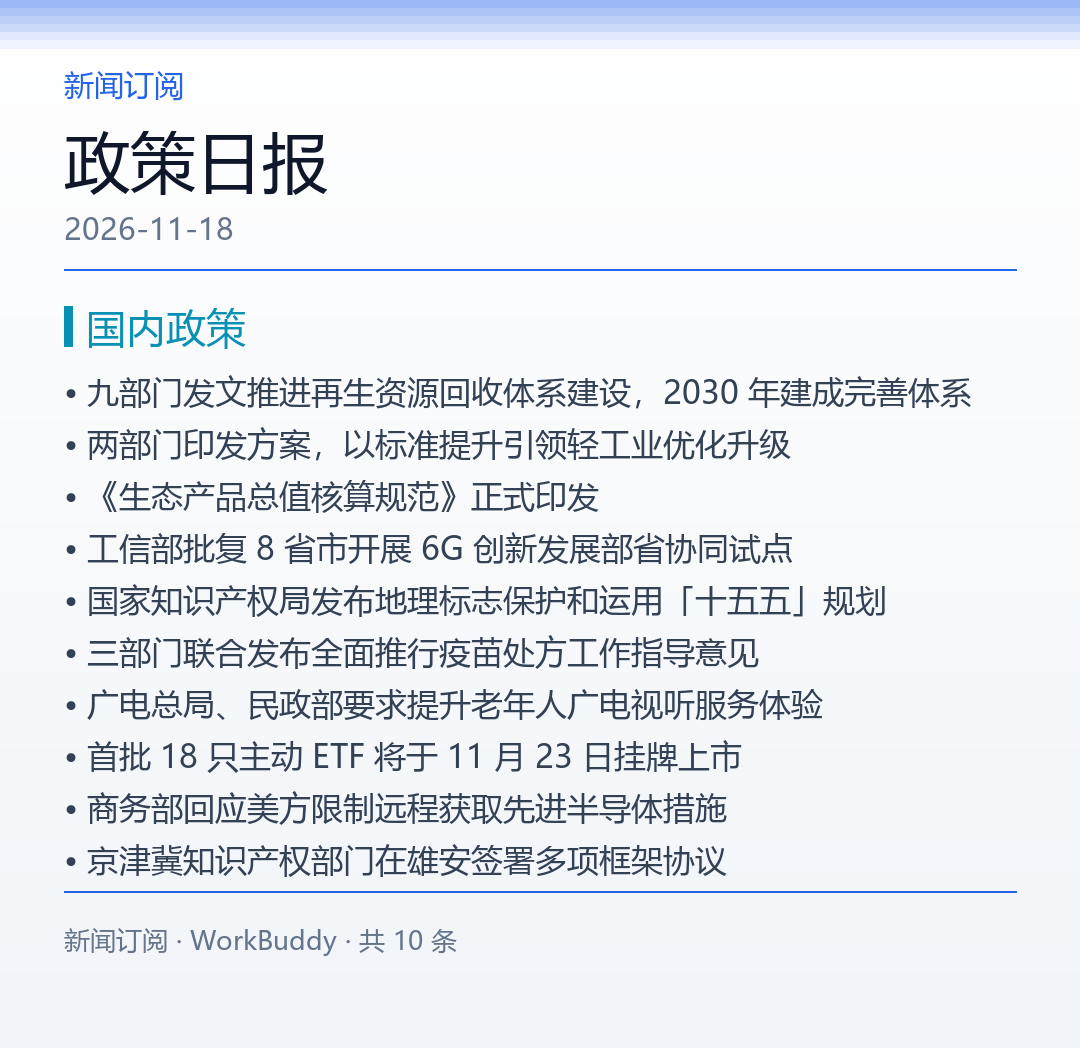 新闻订阅
政策日报
2026-11-18
国内政策
• 九部门发文推进再生资源回收体系建设，2030 年建成完善体系
• 两部门印发方案，以标准提升引领轻工业优化升级
• 《生态产品总值核算规范》正式印发
• 工信部批复 8 省市开展 6G 创新发展部省协同试点
• 国家知识产权局发布地理标志保护和运用「十五五」规划
• 三部门联合发布全面推行疫苗处方工作指导意见
• 广电总局、民政部要求提升老年人广电视听服务体验
• 首批 18 只主动 ETF 将于 11 月 23 日挂牌上市
• 商务部回应美方限制远程获取先进半导体措施
• 京津冀知识产权部门在雄安签署多项框架协议
新闻订阅 · WorkBuddy · 共 10 条